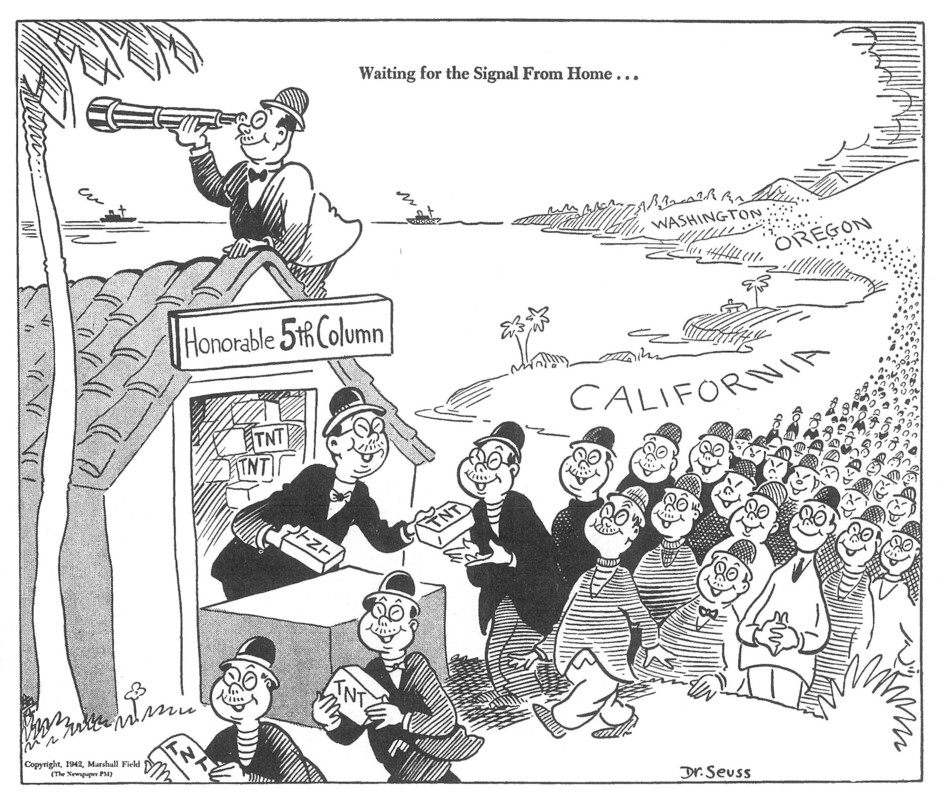 Waiting for the Signal From Home . . .
WASHINGTON
OREGON
Honorable 5th Column
CALIFORNIA
TNT
TNT
TNT
TNT
TNT
TNT
Copyright, 1942, Marshall Field
(The Newspaper PM)
Dr. Seuss